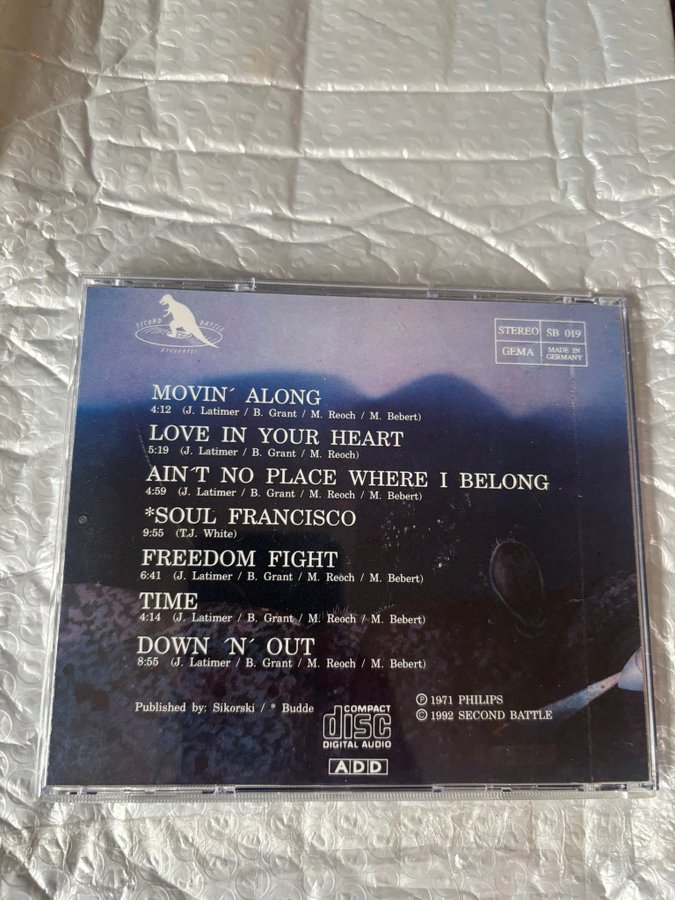 SECOND BATTLE
presents:
STEREO SB 019
GEMA MADE IN GERMANY
MOVIN´ ALONG
4:12 (J. Latimer / B. Grant / M. Reoch / M. Bebert)
LOVE IN YOUR HEART
5:19 (J. Latimer / B. Grant / M. Reoch)
AIN´T NO PLACE WHERE I BELONG
4:59 (J. Latimer / B. Grant / M. Reoch / M. Bebert)
*SOUL FRANCISCO
9:55 (T.J. White)
FREEDOM FIGHT
6:41 (J. Latimer / B. Grant / M. Reoch / M. Bebert)
TIME
4:14 (J. Latimer / B. Grant / M. Reoch / M. Bebert)
DOWN ´N´ OUT
8:55 (J. Latimer / B. Grant / M. Reoch / M. Bebert)
Published by: Sikorski / * Budde
COMPACT
disc
DIGITAL AUDIO
ADD
℗ 1971 PHILIPS
© 1992 SECOND BATTLE